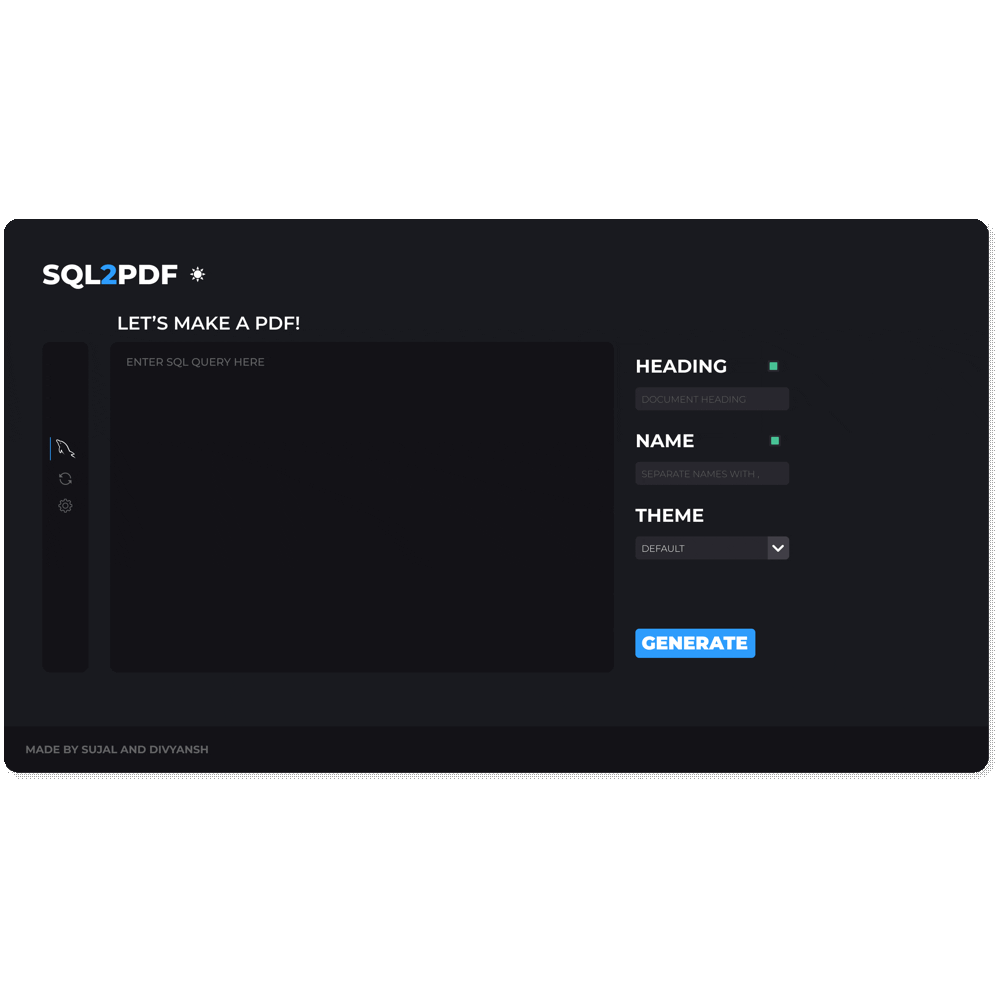 SQL2PDF
LET’S MAKE A PDF!
ENTER SQL QUERY HERE
HEADING
DOCUMENT HEADING
NAME
SEPARATE NAMES WITH ,
THEME
DEFAULT
GENERATE
MADE BY SUJAL AND DIVYANSH